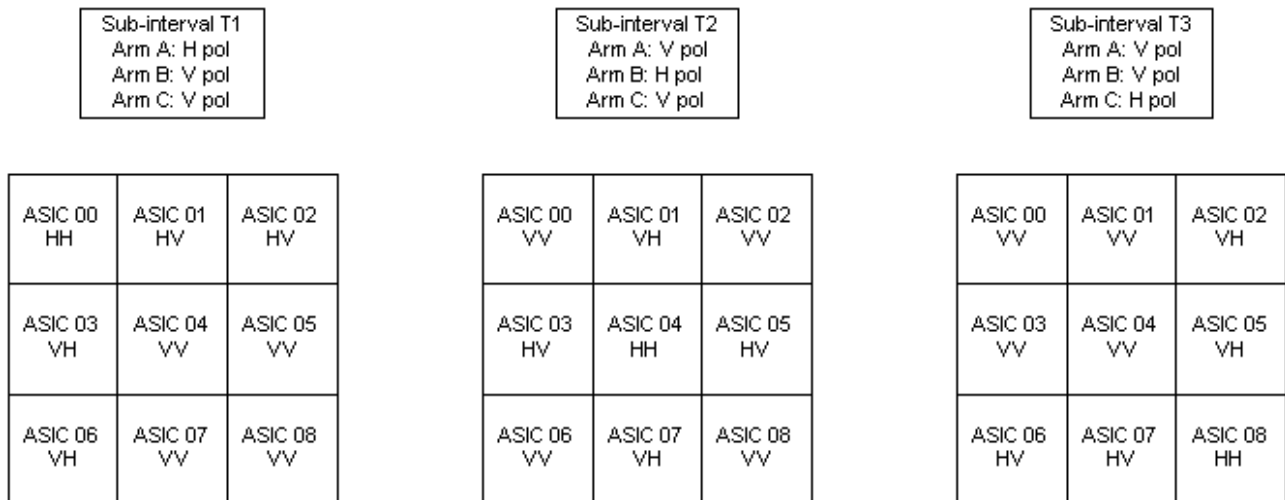 Sub-interval T1
Arm A: H pol
Arm B: V pol
Arm C: V pol
Sub-interval T2
Arm A: V pol
Arm B: H pol
Arm C: V pol
Sub-interval T3
Arm A: V pol
Arm B: V pol
Arm C: H pol
ASIC 00
HH
ASIC 01
HV
ASIC 02
HV
ASIC 03
VH
ASIC 04
VV
ASIC 05
VV
ASIC 06
VH
ASIC 07
VV
ASIC 08
VV
ASIC 00
VV
ASIC 01
VH
ASIC 02
VV
ASIC 03
HV
ASIC 04
HH
ASIC 05
HV
ASIC 06
VV
ASIC 07
VH
ASIC 08
VV
ASIC 00
VV
ASIC 01
VV
ASIC 02
VH
ASIC 03
VV
ASIC 04
VV
ASIC 05
VH
ASIC 06
HV
ASIC 07
HV
ASIC 08
HH